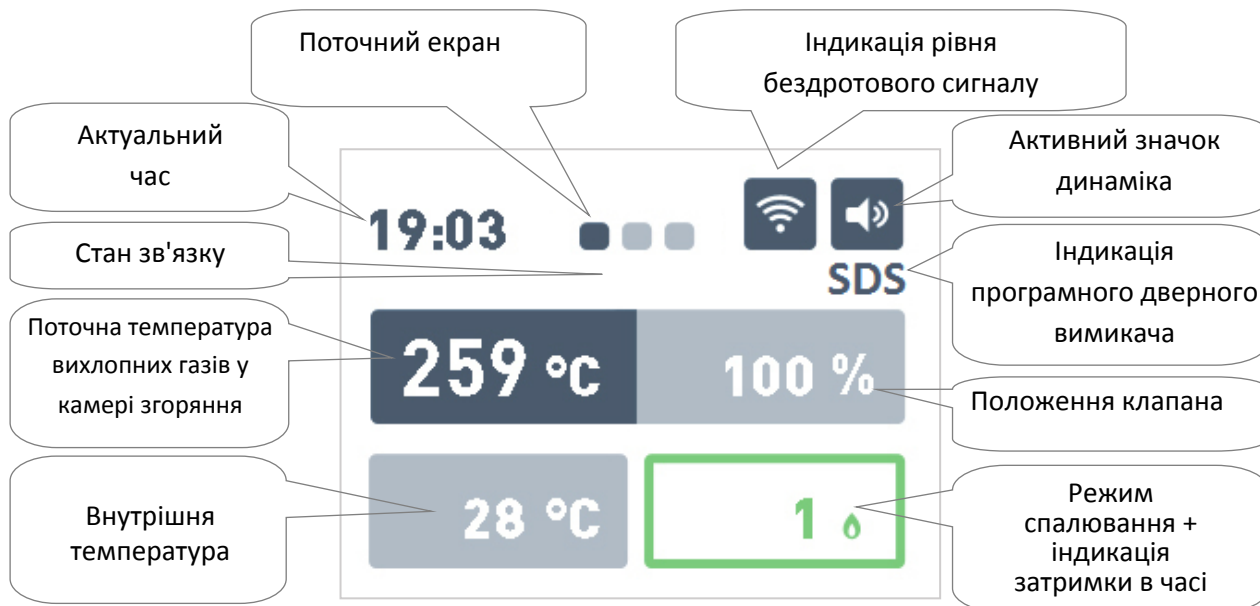 Поточний екран
Індикація рівня
бездротового сигналу
Актуальний
час
Активний значок
динаміка
19:03
Стан зв'язку
SDS
Індикація
програмного дверного
вимикача
Поточна температура
вихлопних газів у
камері згоряння
259 °C
100 %
Положення клапана
Внутрішня
температура
28 °C
1
Режим
спалювання +
індикація
затримки в часі